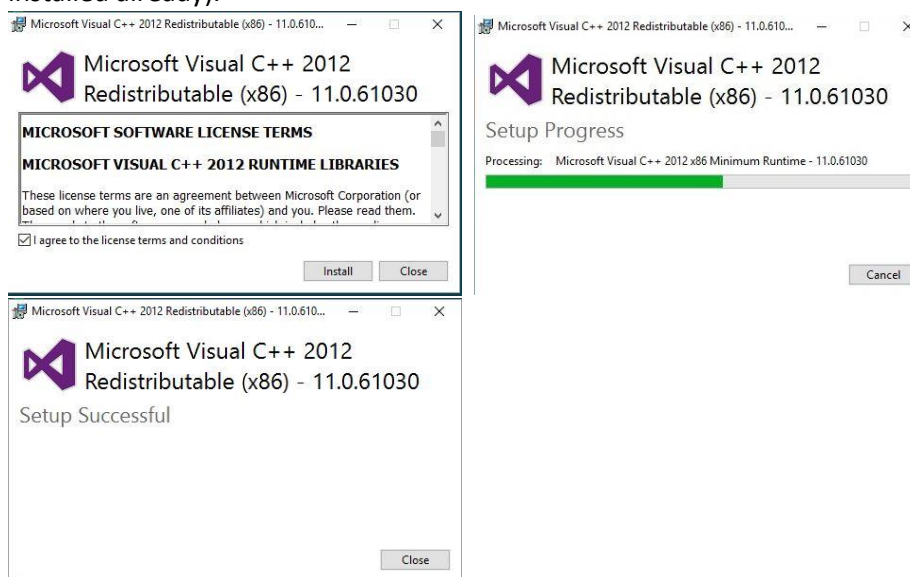 installed already).
Microsoft Visual C++ 2012 Redistributable (x86) - 11.0.610...
Microsoft Visual C++ 2012
Redistributable (x86) - 11.0.61030
MICROSOFT SOFTWARE LICENSE TERMS
MICROSOFT VISUAL C++ 2012 RUNTIME LIBRARIES
These license terms are an agreement between Microsoft Corporation (or
based on where you live, one of its affiliates) and you. Please read them.
I agree to the license terms and conditions
Install Close
Microsoft Visual C++ 2012 Redistributable (x86) - 11.0.610...
Microsoft Visual C++ 2012
Redistributable (x86) - 11.0.61030
Setup Progress
Processing: Microsoft Visual C++ 2012 x86 Minimum Runtime - 11.0.61030
Cancel
Microsoft Visual C++ 2012 Redistributable (x86) - 11.0.610...
Microsoft Visual C++ 2012
Redistributable (x86) - 11.0.61030
Setup Successful
Close